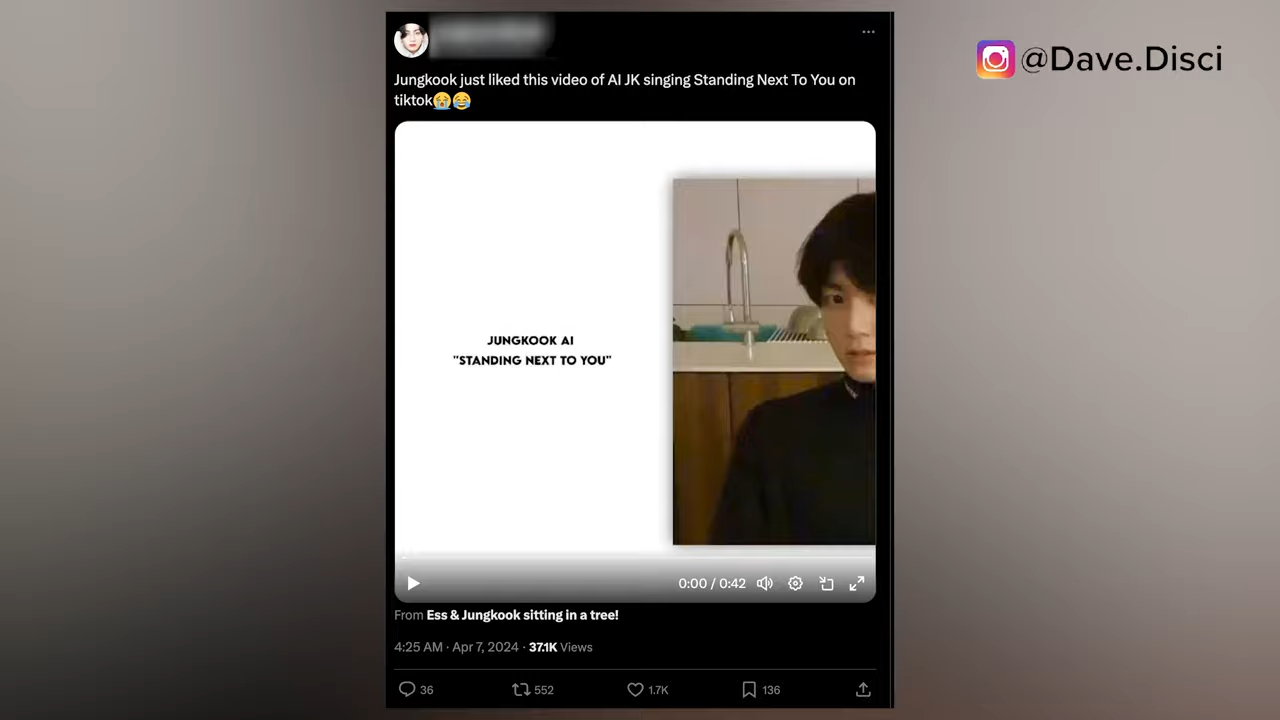 @Dave.Disci
Jungkook just liked this video of AI JK singing Standing Next To You on
tiktok😭😂
JUNGKOOK AI
"STANDING NEXT TO YOU"
0:00 / 0:42
From Ess & Jungkook sitting in a tree!
4:25 AM · Apr 7, 2024 · 37.1K Views
36
552
1.7K
136